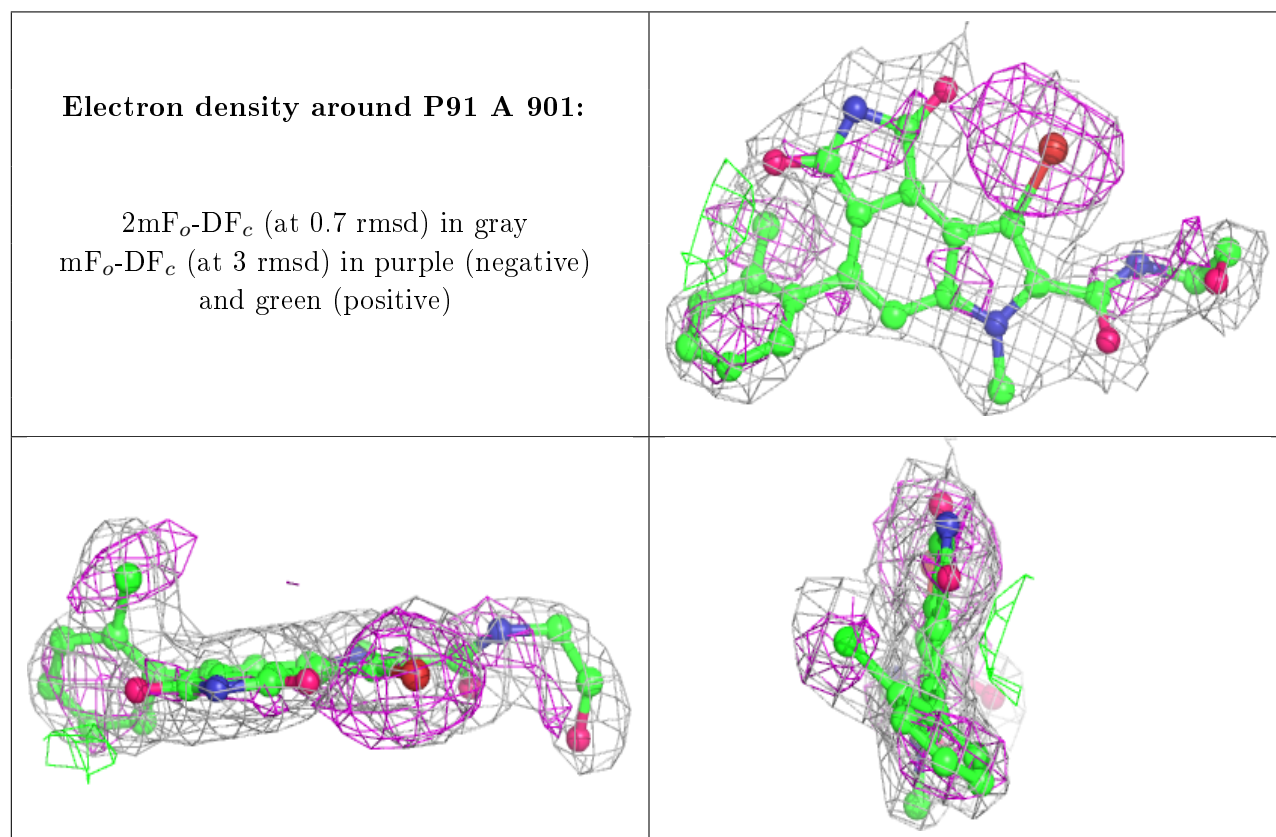 Electron density around P91 A 901:
2mFo-DFc (at 0.7 rmsd) in gray
mFo-DFc (at 3 rmsd) in purple (negative)
and green (positive)